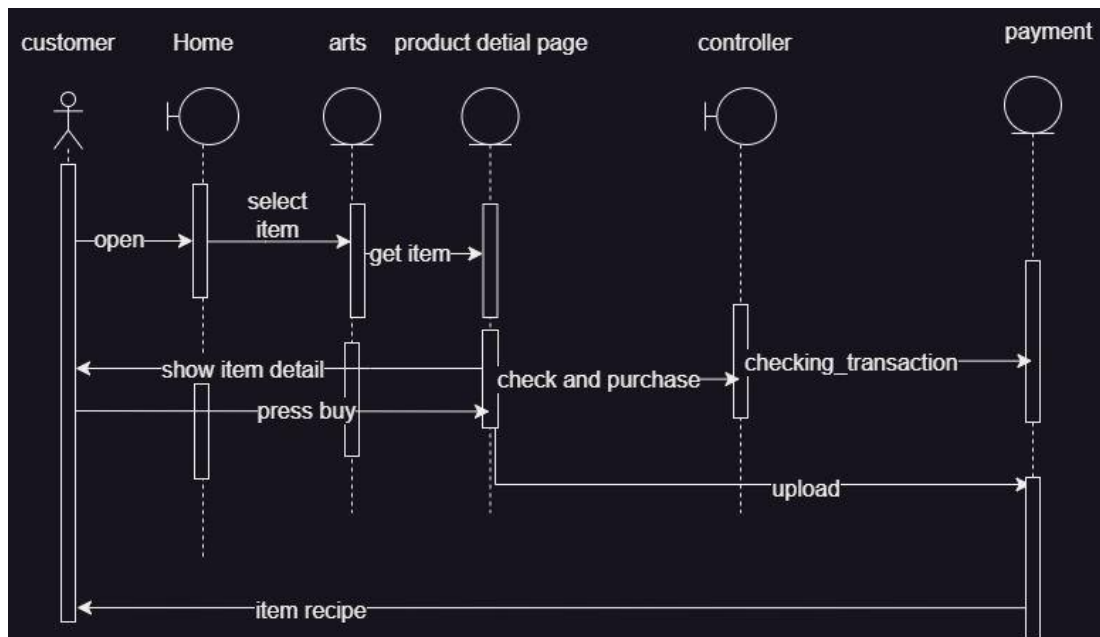 customer
Home
arts
product detial page
controller
payment
select
item
open
get item
show item detail
checking_transaction
check and purchase
press buy
upload
item recipe